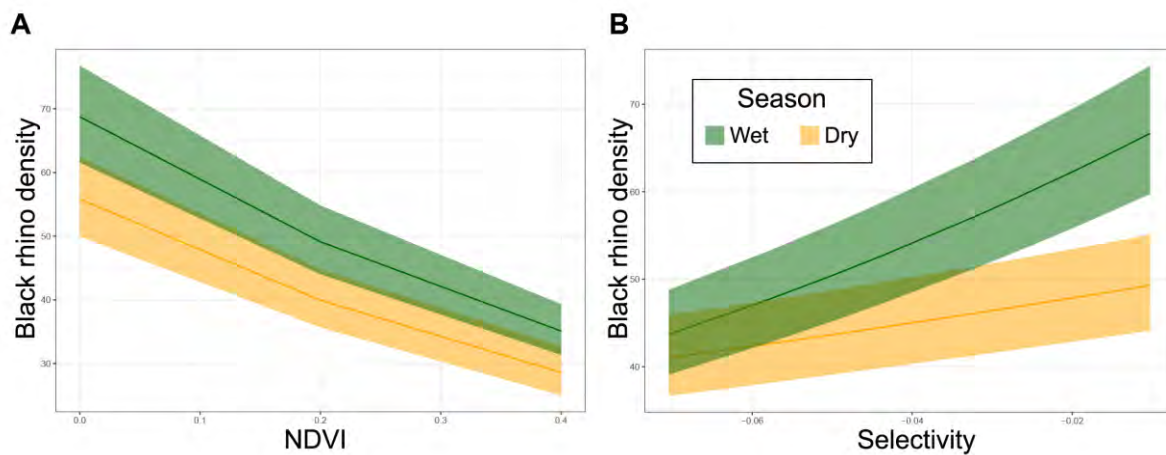 A
Black rhino density
70
60
50
40
30
0.0 0.1 0.2 0.3 0.4
NDVI
B
Black rhino density
70
60
50
40
Season
Wet Dry
−0.06 −0.04 −0.02
Selectivity